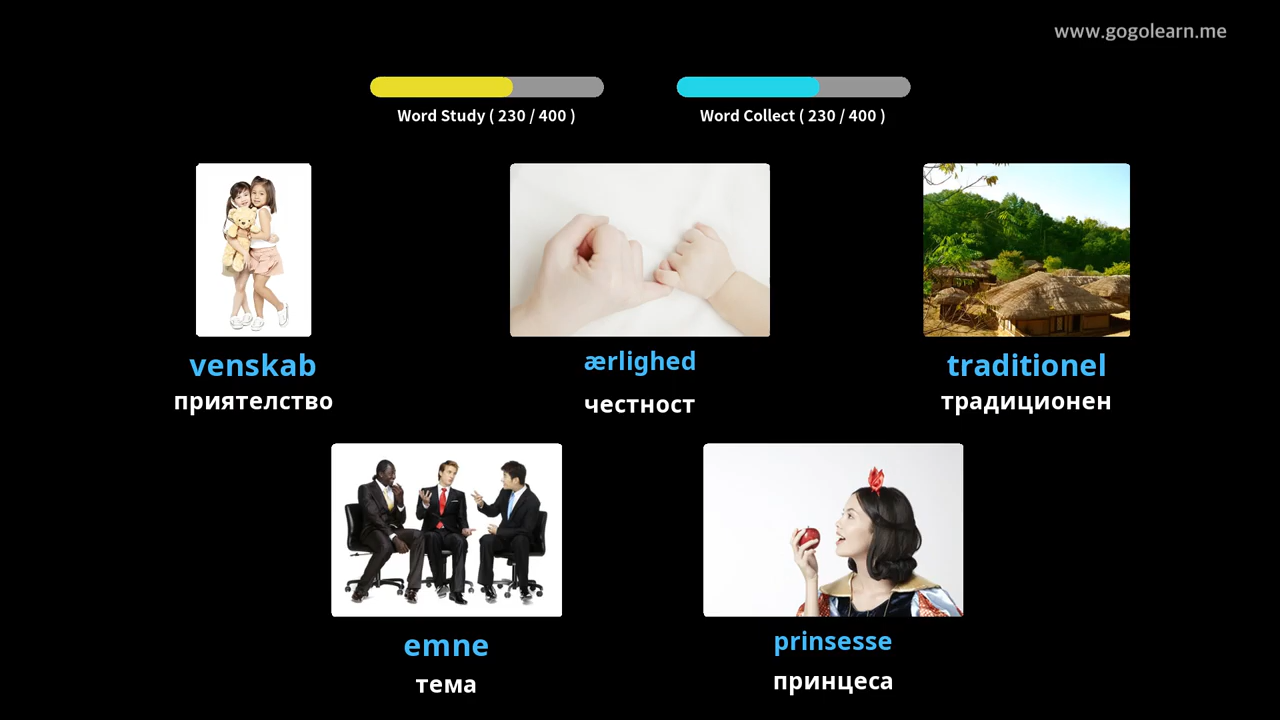 www.gogolearn.me
Word Study ( 230 / 400 )
Word Collect ( 230 / 400 )
venskab
приятелство
ærlighed
честност
traditionel
традиционен
emne
тема
prinsesse
принцеса